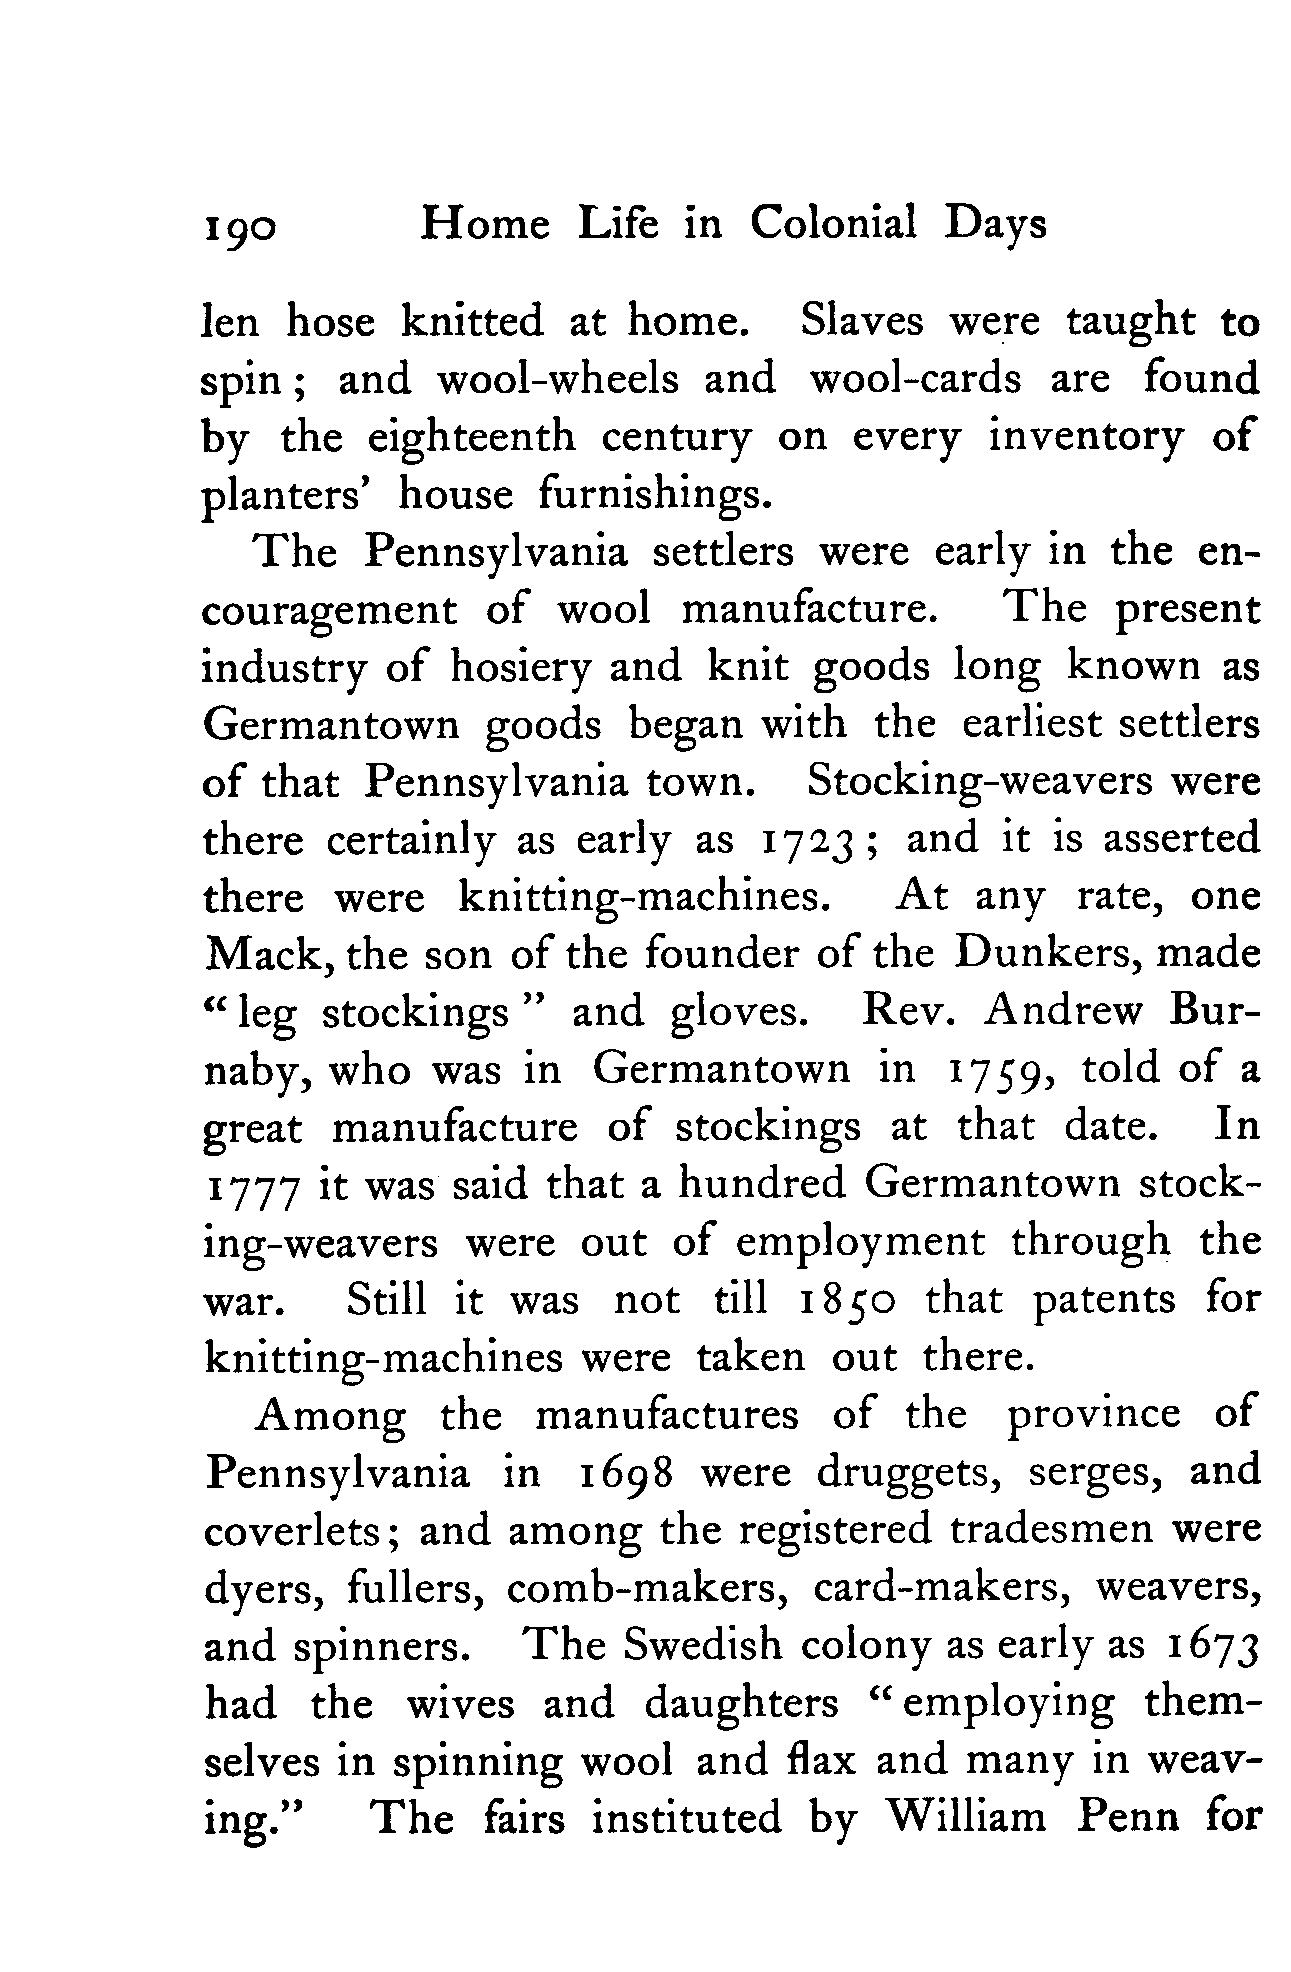 190 Home Life in Colonial Days
len hose knitted at home. Slaves were taught to
spin ; and wool-wheels and wool-cards are found
by the eighteenth century on every inventory of
planters' house furnishings.
The Pennsylvania settlers were early in the en-
couragement of wool manufacture. The present
industry of hosiery and knit goods long known as
Germantown goods began with the earliest settlers
of that Pennsylvania town. Stocking-weavers were
there certainly as early as 1723 ; and it is asserted
there were knitting-machines. At any rate, one
Mack, the son of the founder of the Dunkers, made
“ leg stockings ” and gloves. Rev. Andrew Bur-
naby, who was in Germantown in 1759, told of a
great manufacture of stockings at that date. In
1777 it was said that a hundred Germantown stock-
ing-weavers were out of employment through the
war. Still it was not till 1850 that patents for
knitting-machines were taken out there.
Among the manufactures of the province of
Pennsylvania in 1698 were druggets, serges, and
coverlets ; and among the registered tradesmen were
dyers, fullers, comb-makers, card-makers, weavers,
and spinners. The Swedish colony as early as 1673
had the wives and daughters “ employing them-
selves in spinning wool and flax and many in weav-
ing.” The fairs instituted by William Penn for